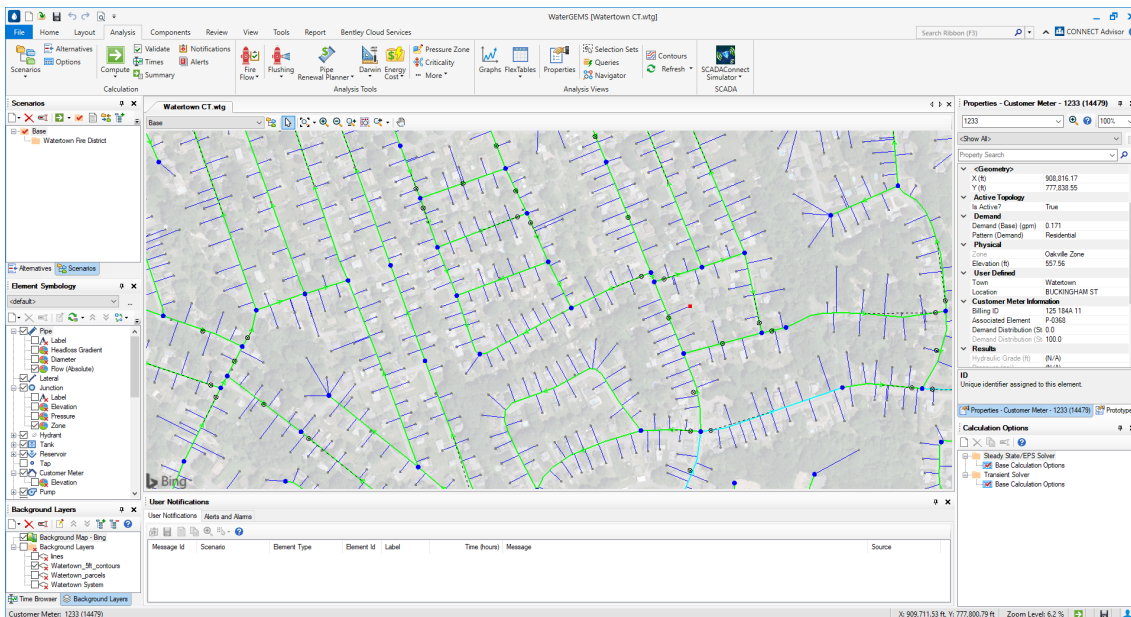 WaterGEMS [Watertown CT.wtg]
File Home Layout Analysis Components Review View Tools Report Bentley Cloud Services Search Ribbon (F3) CONNECT Advisor
Scenarios Alternatives Options Compute Validate Times Summary Notifications Alerts Fire Flow Flushing Pipe Renewal Planner Darwin Energy Cost Pressure Zone Criticality More Graphs FlexTables Properties Selection Sets Queries Navigator Contours Refresh SCADAConnect Simulator
Calculation Analysis Tools Analysis Views SCADA
Scenarios
Base
Watertown Fire District
Alternatives Scenarios
Element Symbology
<default>
Pipe
Label
Headloss Gradient
Diameter
Flow (Absolute)
Lateral
Junction
Label
Elevation
Pressure
Zone
Hydrant
Tank
Reservoir
Tap
Customer Meter
Elevation
Pump
Background Layers
Background Map - Bing
Background Layers
lines
Watertown_5ft_contours
Watertown_parcels
Watertown System
Time Browser Background Layers
Watertown CT.wtg
Base
Bing
User Notifications
User Notifications Alerts and Alarms
Message Id Scenario Element Type Element Id Label Time (hours) Message Source
Properties - Customer Meter - 1233 (14479)
1233 100%
<Show All>
Property Search
<Geometry>
X (ft) 908,816.17
Y (ft) 777,838.55
Active Topology
Is Active? True
Demand
Demand (Base) (gpm) 0.171
Pattern (Demand) Residential
Physical
Zone Oakville Zone
Elevation (ft) 557.56
User Defined
Town Watertown
Location BUCKINGHAM ST
Customer Meter Information
Billing ID 125 184A 11
Associated Element P-0368
Demand Distribution (St 0.0
Demand Distribution (St 100.0
Results
Hydraulic Grade (ft) (N/A)
ID
Unique identifier assigned to this element.
Properties - Customer Meter - 1233 (14479) Prototype
Calculation Options
Steady State/EPS Solver
Base Calculation Options
Transient Solver
Base Calculation Options
Customer Meter: 1233 (14479) X: 909,711.53 ft, Y: 777,800.79 ft Zoom Level: 6.2 %